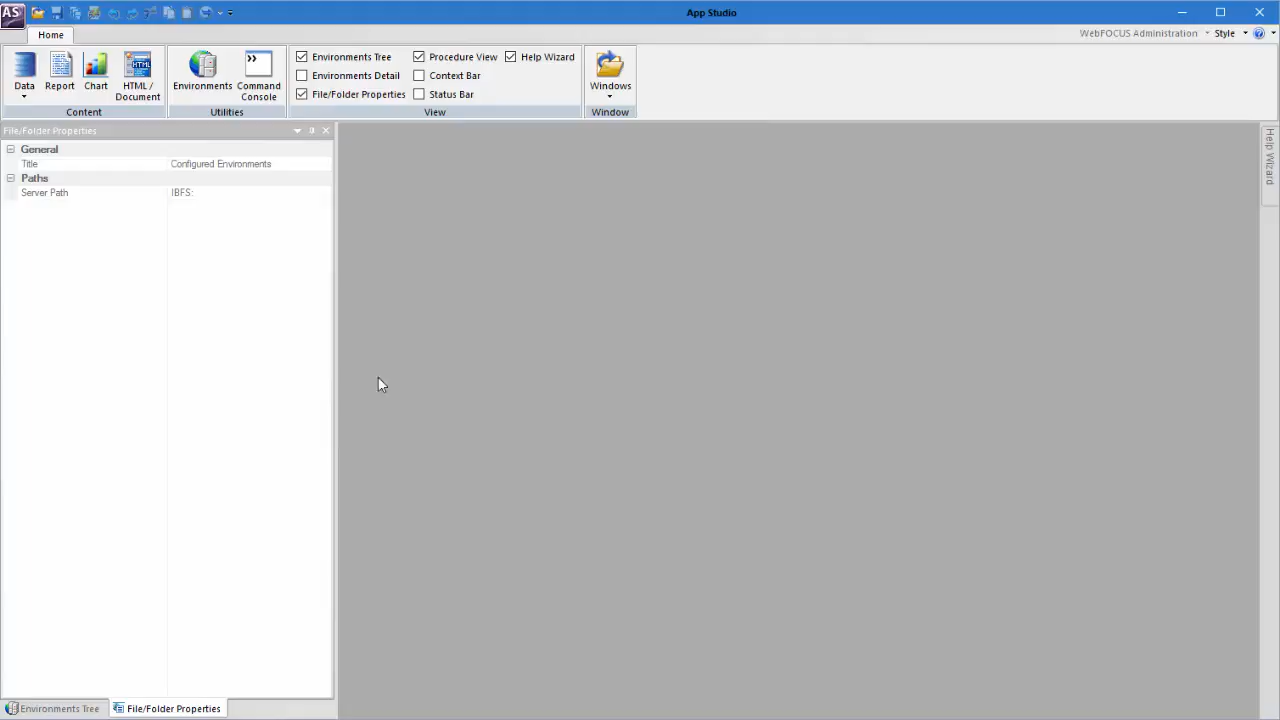 AS
App Studio
Home
WebFOCUS Administration
Style
Data
Report
Chart
HTML / Document
Content
Environments
Command Console
Utilities
Environments Tree
Procedure View
Help Wizard
Environments Detail
Context Bar
File/Folder Properties
Status Bar
View
Windows
Window
File/Folder Properties
General
Title Configured Environments
Paths
Server Path IBFS:
Help Wizard
Environments Tree
File/Folder Properties